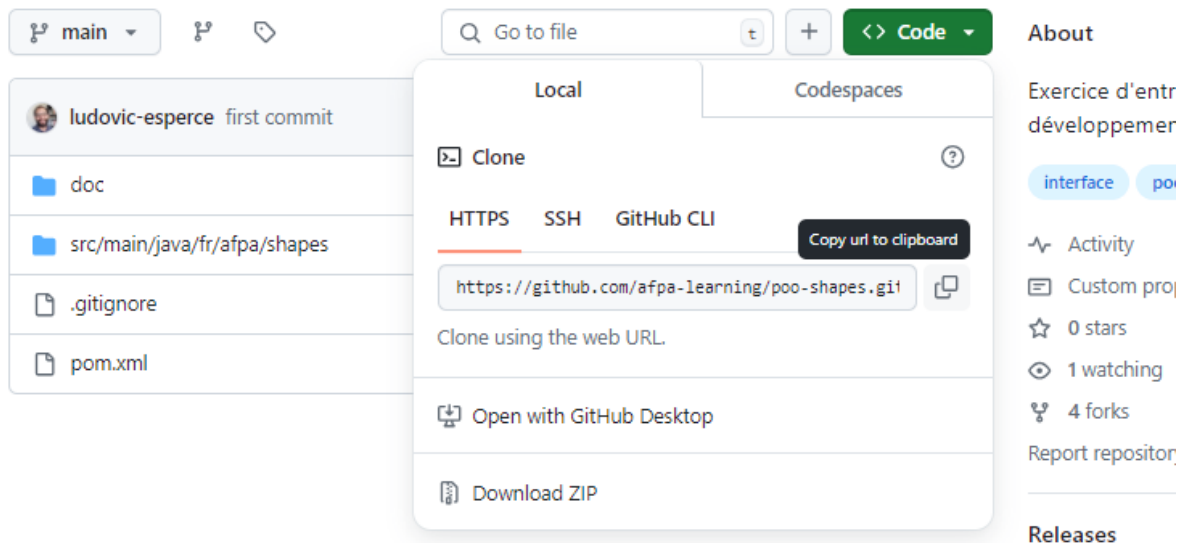 main
Go to file
t
Code
About
Local
Codespaces
Exercice d'entr
développemen
ludovic-esperce first commit
Clone
doc
interface
poo
HTTPS SSH GitHub CLI
Copy url to clipboard
src/main/java/fr/afpa/shapes
Activity
https://github.com/afpa-learning/poo-shapes.git
Custom prop
.gitignore
Clone using the web URL.
0 stars
pom.xml
1 watching
Open with GitHub Desktop
4 forks
Report repository
Download ZIP
Releases